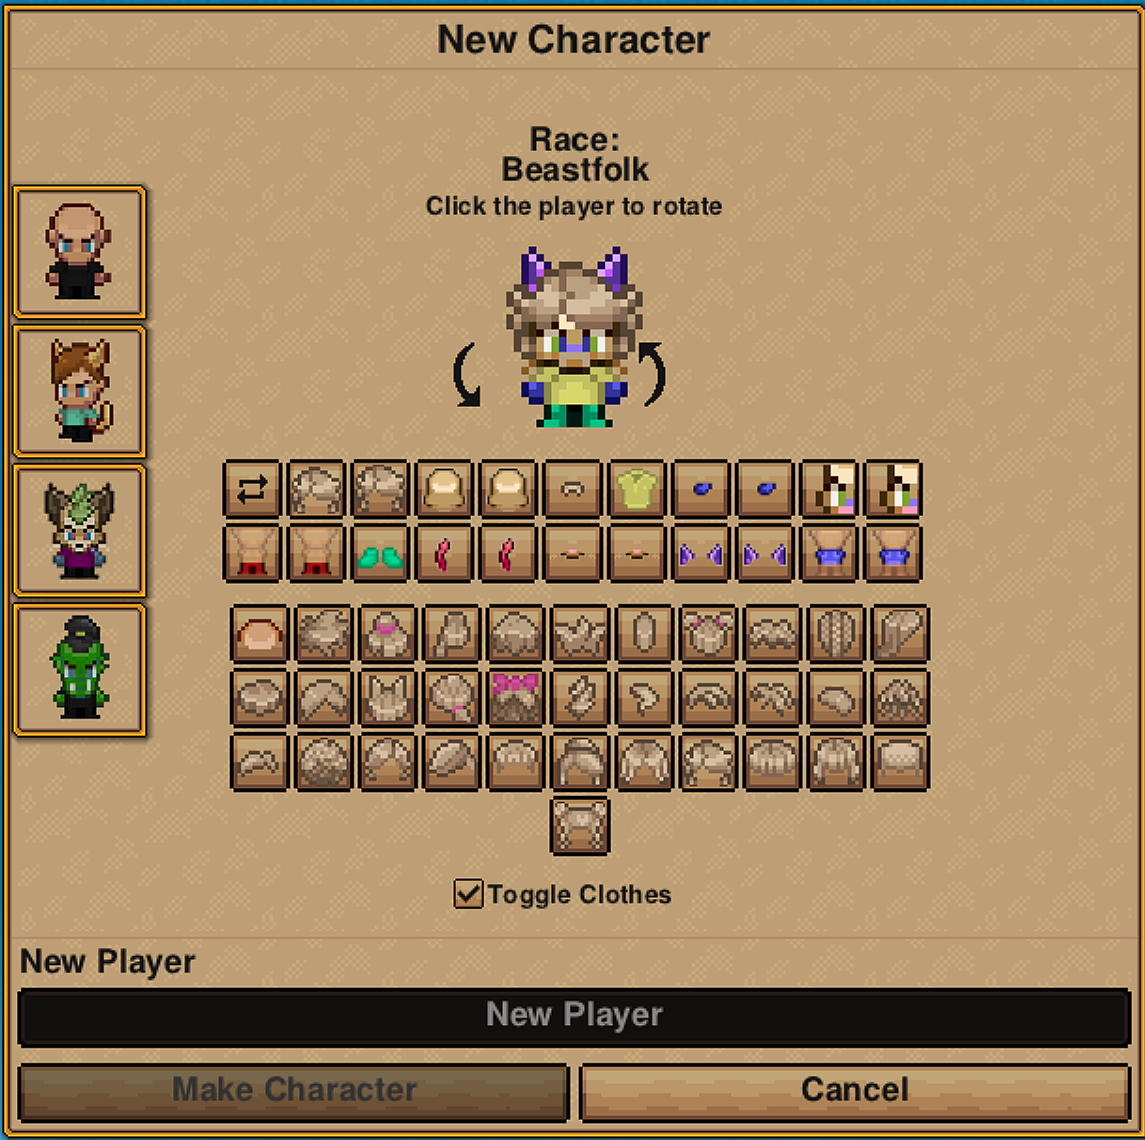 New Character
Race:
Beastfolk
Click the player to rotate
Toggle Clothes
New Player
New Player
Make Character
Cancel